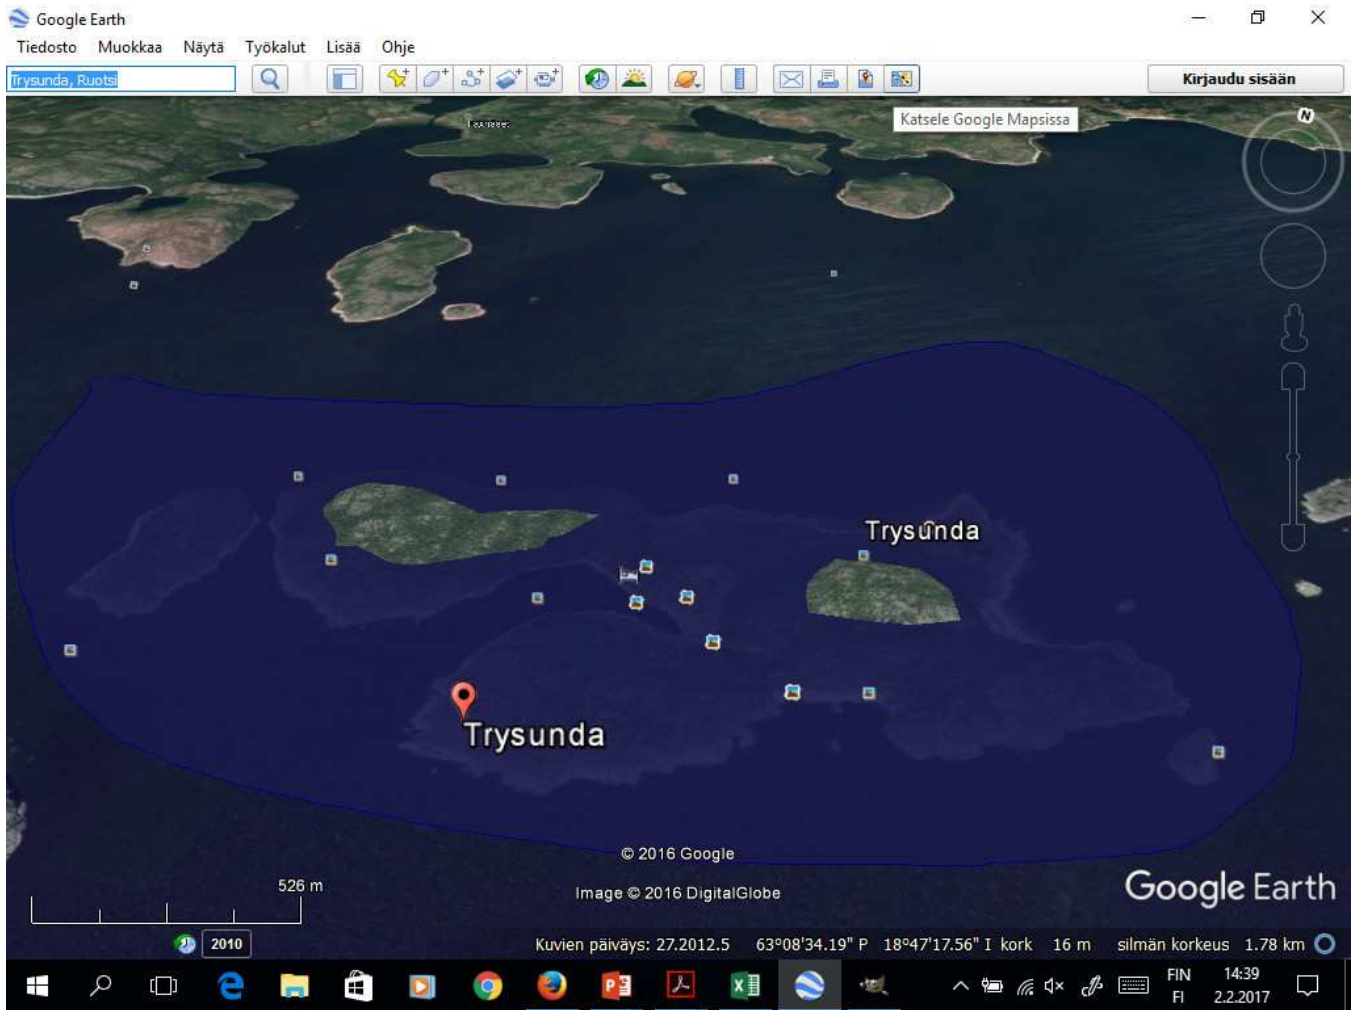 Google Earth
Tiedosto Muokkaa Näytä Työkalut Lisää Ohje
Trysunda, Ruotsi
Kirjaudu sisään
Katsele Google Mapsissa
N
Trysunda
Trysunda
© 2016 Google
Image © 2016 DigitalGlobe
Google Earth
526 m
2010
Kuvien päiväys: 27.2012.5 63°08'34.19" P 18°47'17.56" I kork 16 m silmän korkeus 1.78 km
FIN
FI
14:39
2.2.2017